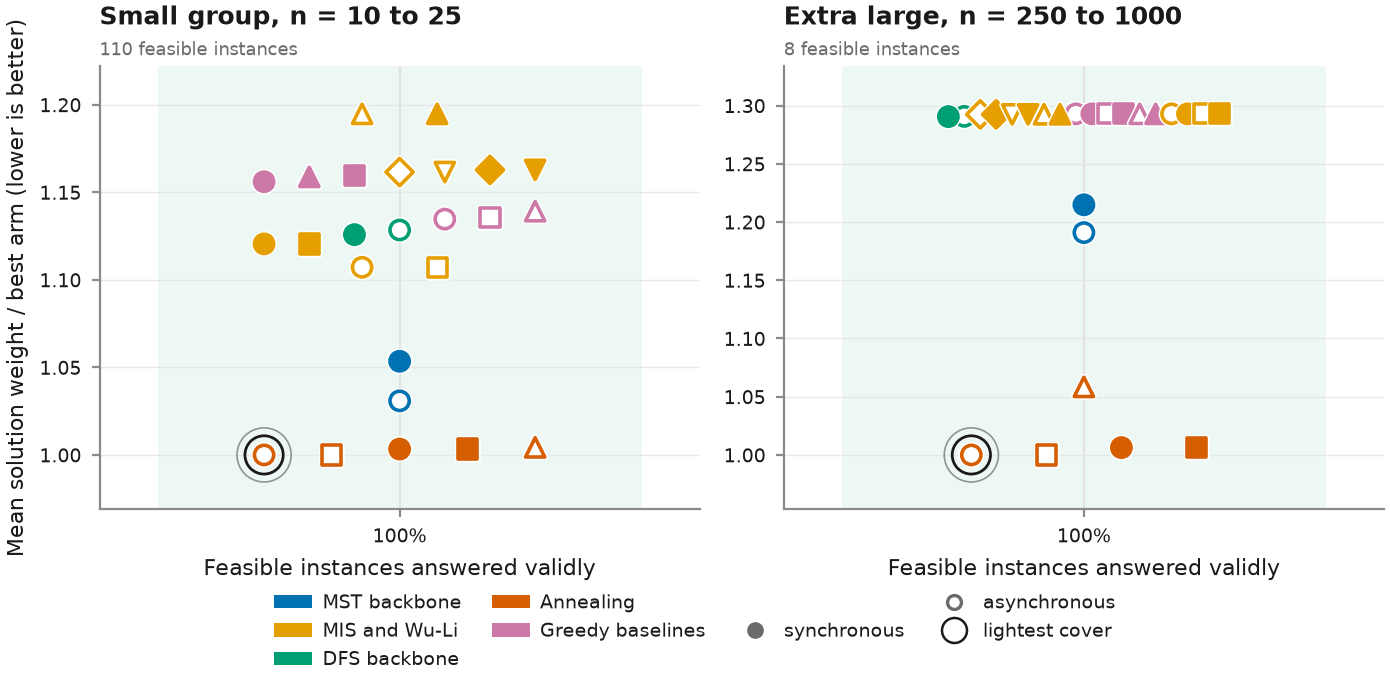 Small group, n = 10 to 25
110 feasible instances
Mean solution weight / best arm (lower is better)
1.20
1.15
1.10
1.05
1.00
100%
Feasible instances answered validly
Extra large, n = 250 to 1000
8 feasible instances
1.30
1.25
1.20
1.15
1.10
1.05
1.00
100%
Feasible instances answered validly
MST backbone
MIS and Wu-Li
DFS backbone
Annealing
Greedy baselines
synchronous
asynchronous
lightest cover